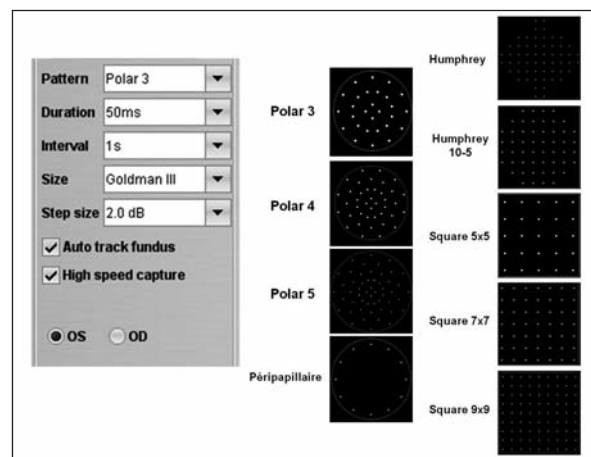 Pattern Polar 3
Duration 50ms
Interval 1s
Size Goldman III
Step size 2.0 dB
Auto track fundus
High speed capture
OS OD
Polar 3
Polar 4
Polar 5
Péripapillaire
Humphrey
Humphrey
10-5
Square 5x5
Square 7x7
Square 9x9